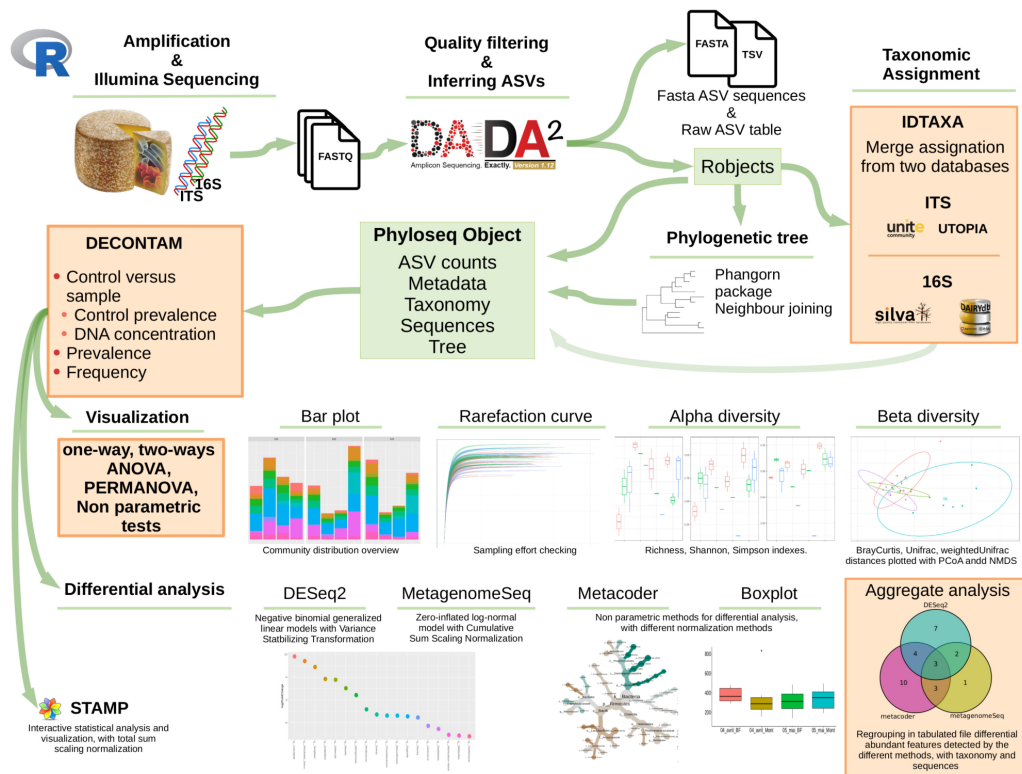 R
Amplification
&
Illumina Sequencing
16S
ITS
FASTQ
Quality filtering
&
Inferring ASVs
DADA2
Amplicon Sequencing. Exactly. Version 1.12
FASTA
TSV
Fasta ASV sequences
&
Raw ASV table
Robjects
Taxonomic
Assignment
IDTAXA
Merge assignation
from two databases
ITS
unite
community
UTOPIA
16S
silva
DAIRYdb
Phylogenetic tree
Phangorn
package
Neighbour joining
Phyloseq Object
ASV counts
Metadata
Taxonomy
Sequences
Tree
DECONTAM
Control versus
sample
Control prevalence
DNA concentration
Prevalence
Frequency
Visualization
one-way, two-ways
ANOVA,
PERMANOVA,
Non parametric
tests
Bar plot
Community distribution overview
Rarefaction curve
Sampling effort checking
Alpha diversity
Richness, Shannon, Simpson indexes.
Beta diversity
BrayCurtis, Unifrac, weightedUnifrac
distances plotted with PCoA andd NMDS
Differential analysis
DESeq2
Negative binomial generalized
linear models with Variance
Statbilizing Transformation
MetagenomeSeq
Zero-inflated log-normal
model with Cumulative
Sum Scaling Normalization
Metacoder
Boxplot
Non parametric methods for differential analysis,
with different normalization methods
800
600
400
200
04_avril_BF
04_avril_Mont
05_mai_BF
05_mai_Mont
Aggregate analysis
DESeq2
7
4
2
3
10
3
1
metacoder
metagenomeSeq
Regrouping in tabulated file differential
abundant features detected by the
different methods, with taxonomy and
sequences
STAMP
Interactive statistical analysis and
visualization, with total sum
scaling normalization